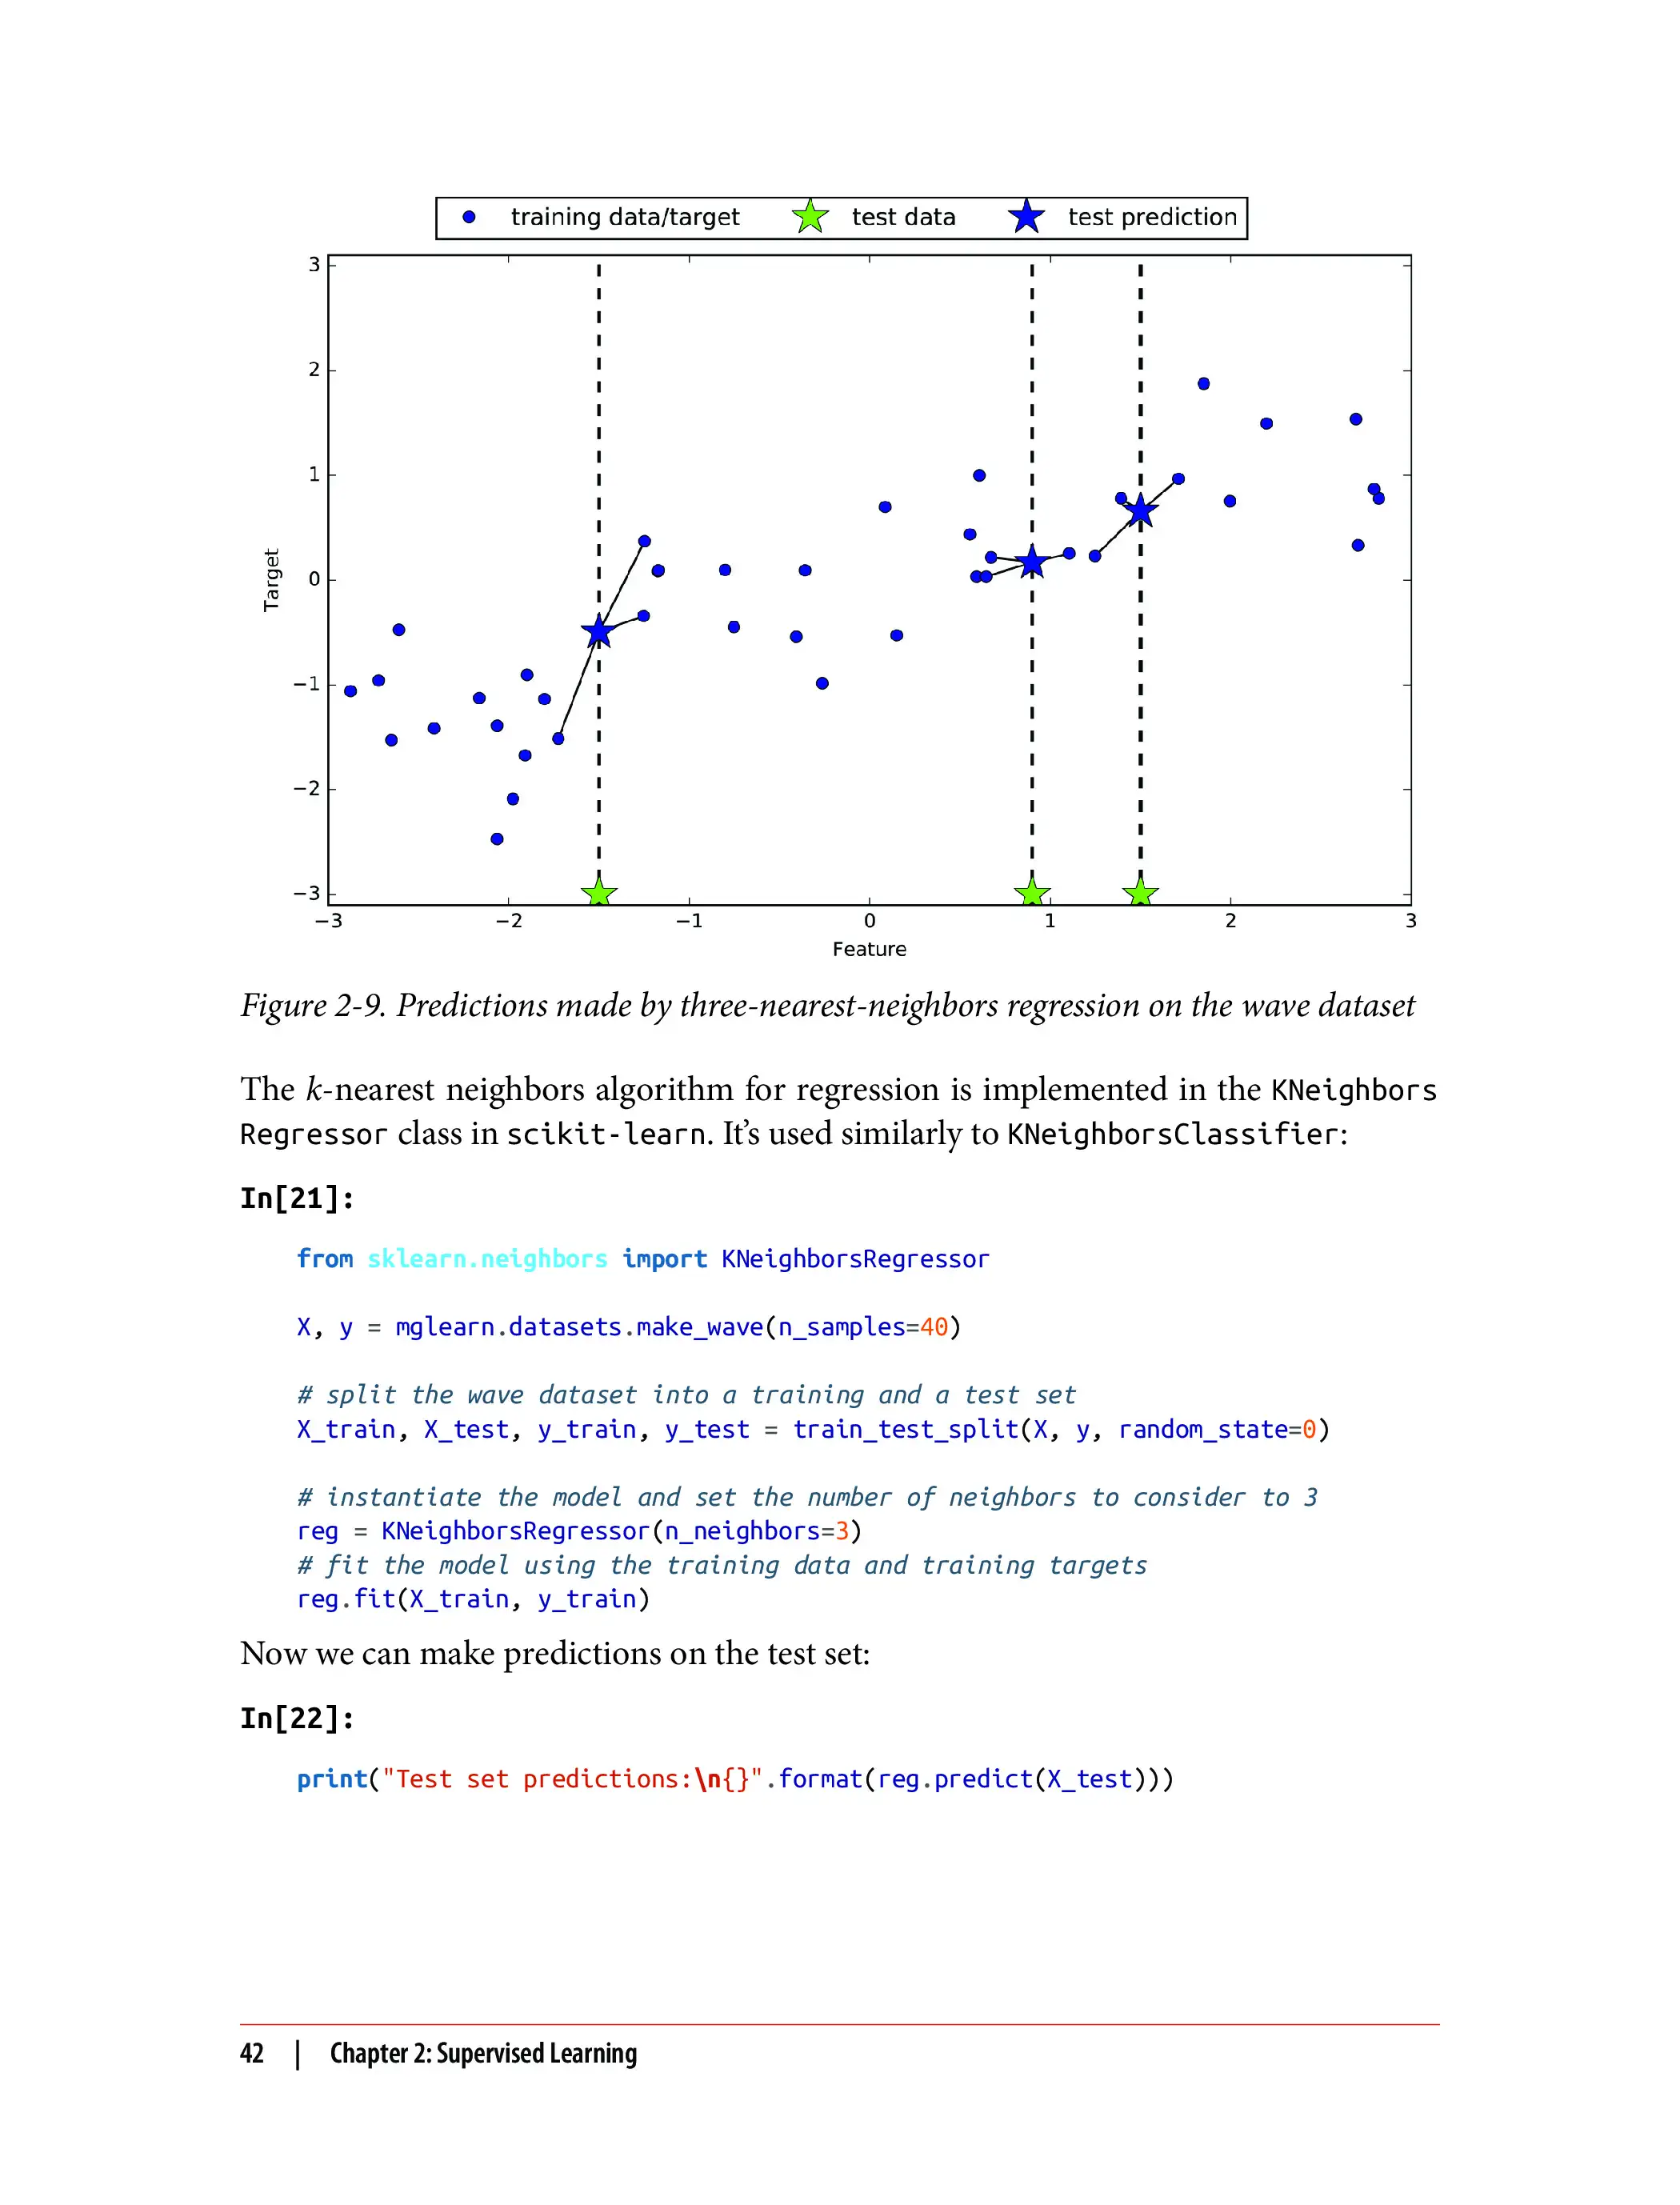 training data/target test data test prediction
3
2
1
0
−1
−2
−3
Target
−3 −2 −1 0 1 2 3
Feature
Figure 2-9. Predictions made by three-nearest-neighbors regression on the wave dataset
The k-nearest neighbors algorithm for regression is implemented in the KNeighbors
Regressor class in scikit-learn. It’s used similarly to KNeighborsClassifier:
In[21]:
from sklearn.neighbors import KNeighborsRegressor
X, y = mglearn.datasets.make_wave(n_samples=40)
# split the wave dataset into a training and a test set
X_train, X_test, y_train, y_test = train_test_split(X, y, random_state=0)
# instantiate the model and set the number of neighbors to consider to 3
reg = KNeighborsRegressor(n_neighbors=3)
# fit the model using the training data and training targets
reg.fit(X_train, y_train)
Now we can make predictions on the test set:
In[22]:
print("Test set predictions:\n{}".format(reg.predict(X_test)))
42 | Chapter 2: Supervised Learning